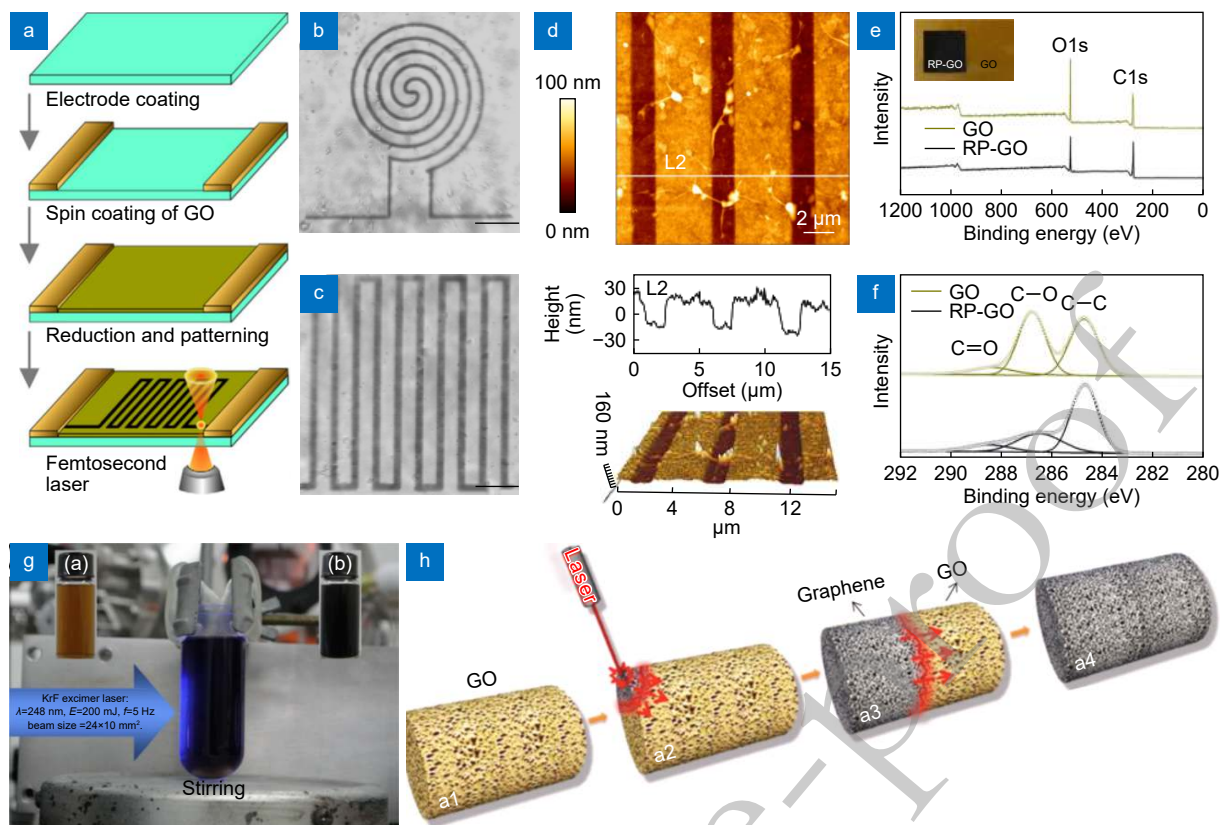 a
Electrode coating
Spin coating of GO
Reduction and patterning
Femtosecond
laser
b
c
d
100 nm
0 nm
L2
2 μm
Height
(nm)
30
0
−30
L2
0 5 10 15
Offset (μm)
160 nm
0 4 8 12
μm
e
RP-GO
GO
O1s
C1s
GO
RP-GO
Intensity
1200 1000 800 600 400 200 0
Binding energy (eV)
f
GO
RP-GO
C−O
C−C
C=O
Intensity
292 290 288 286 284 282 280
Binding energy (eV)
g
(a)
(b)
KrF excimer laser:
λ=248 nm, E=200 mJ, f=5 Hz
beam size =24×10 mm².
Stirring
h
GO
a1
Laser
a2
Graphene
GO
a3
a4
e-proof